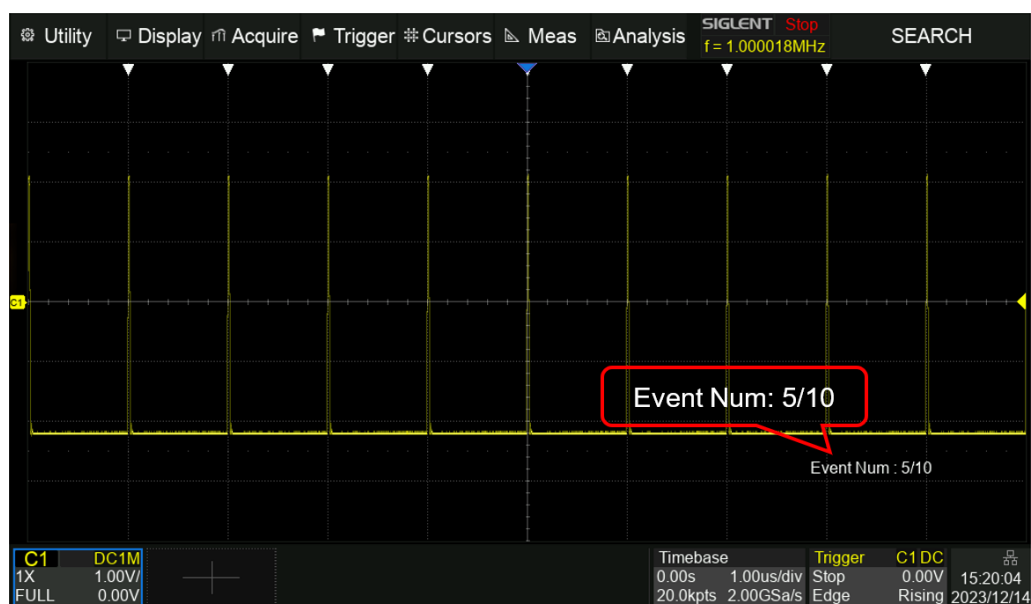 Utility Display Acquire Trigger Cursors Meas Analysis SIGLENT Stop SEARCH
f = 1.000018MHz
C1
Event Num: 5/10
Event Num : 5/10
C1 DC1M Timebase Trigger C1 DC
1X 1.00V/ 0.00s 1.00us/div Stop 0.00V 15:20:04
FULL 0.00V 20.0kpts 2.00GSa/s Edge Rising 2023/12/14